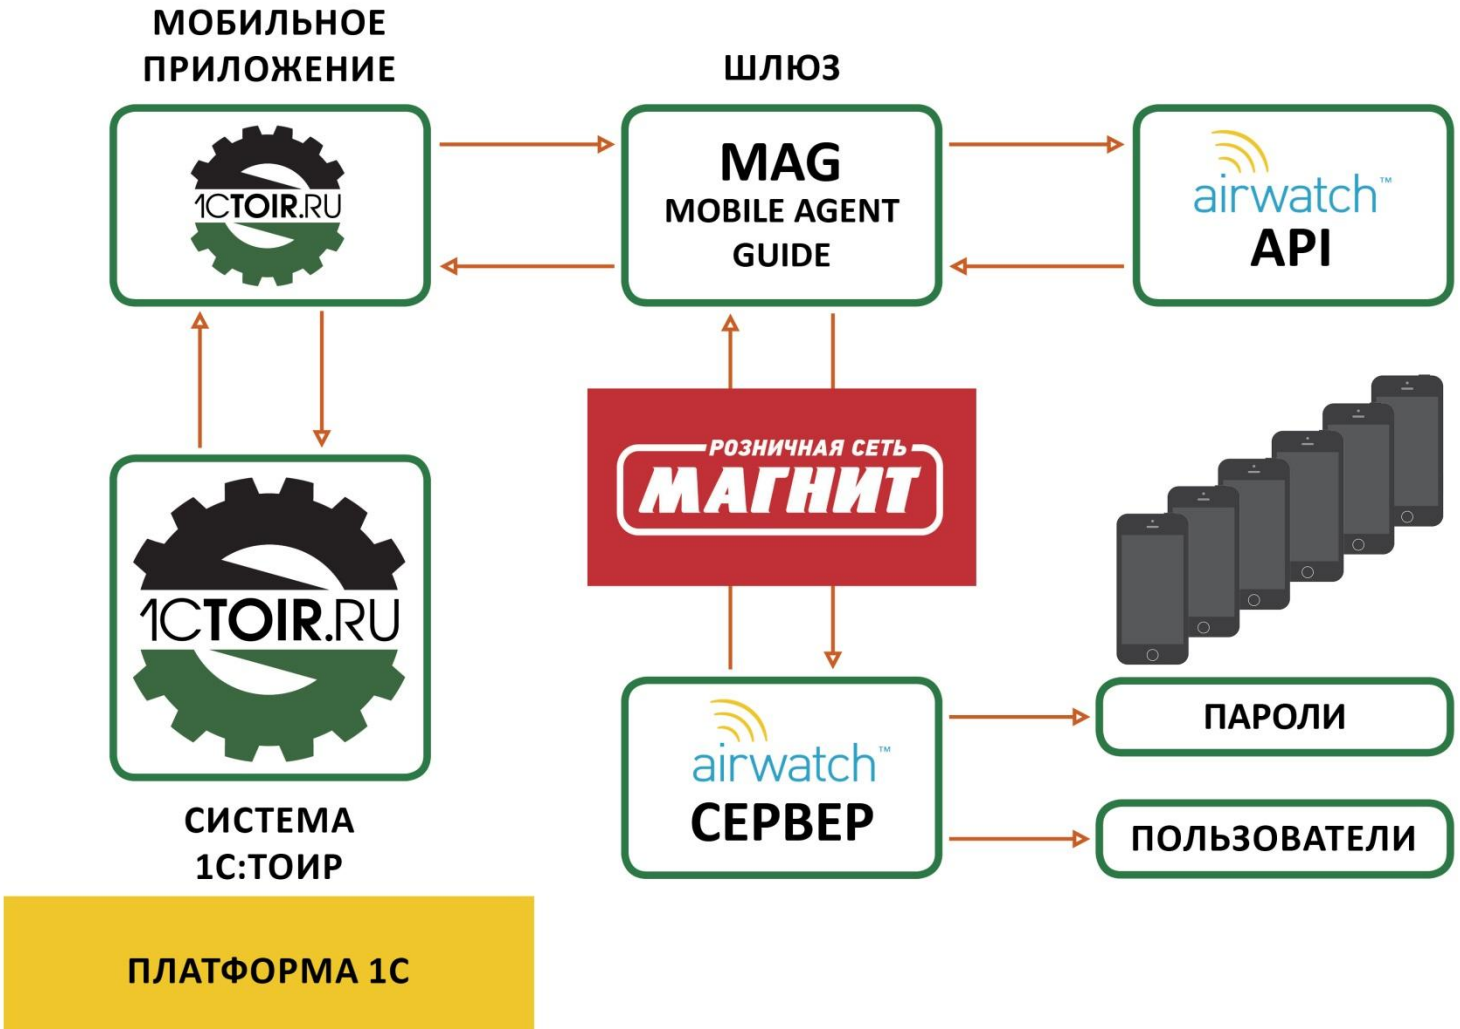 МОБИЛЬНОЕ
ПРИЛОЖЕНИЕ
1CTOIR.RU
ШЛЮЗ
MAG
MOBILE AGENT
GUIDE
airwatch™
API
РОЗНИЧНАЯ СЕТЬ
МАГНИТ
1CTOIR.RU
СИСТЕМА
1С:ТОИР
ПЛАТФОРМА 1С
airwatch™
СЕРВЕР
ПАРОЛИ
ПОЛЬЗОВАТЕЛИ